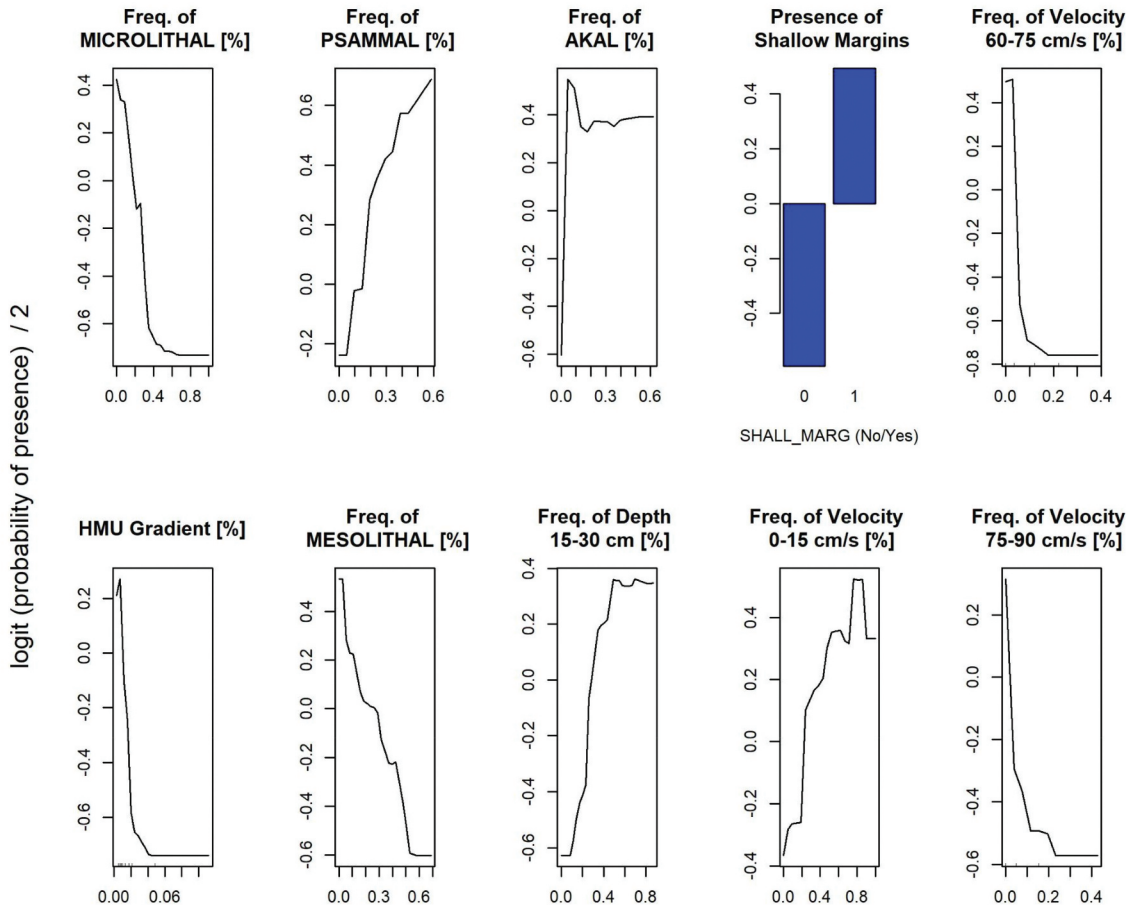 Freq. of
MICROLITHAL [%]
Freq. of
PSAMMAL [%]
Freq. of
AKAL [%]
Presence of
Shallow Margins
Freq. of Velocity
60-75 cm/s [%]
0.4
0.2
0.0
-0.2
-0.4
-0.6
0.0 0.4 0.8
0.6
0.4
0.2
0.0
-0.2
0.0 0.3 0.6
0.4
0.2
0.0
-0.2
-0.4
-0.6
0.0 0.3 0.6
0.4
0.2
0.0
-0.2
-0.4
0 1
SHALL_MARG (No/Yes)
0.4
0.2
0.0
-0.2
-0.4
-0.6
-0.8
0.0 0.2 0.4
logit (probability of presence) / 2
HMU Gradient [%]
Freq. of
MESOLITHAL [%]
Freq. of Depth
15-30 cm [%]
Freq. of Velocity
0-15 cm/s [%]
Freq. of Velocity
75-90 cm/s [%]
0.2
0.0
-0.2
-0.4
-0.6
0.00 0.06
0.4
0.2
0.0
-0.2
-0.4
-0.6
0.0 0.3 0.6
0.4
0.2
0.0
-0.2
-0.4
-0.6
0.0 0.4 0.8
0.4
0.2
0.0
-0.2
-0.4
0.0 0.4 0.8
0.2
0.0
-0.2
-0.4
-0.6
0.0 0.2 0.4